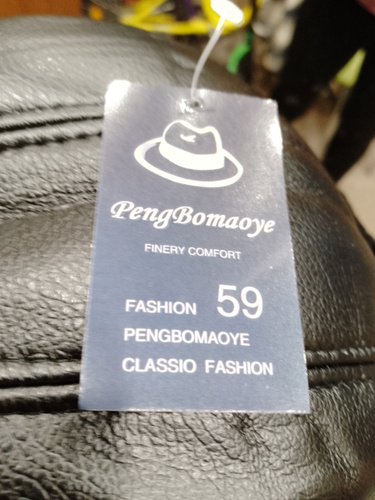 PengBomaoye
FINERY COMFORT
FASHION 59
PENGBOMAOYE
CLASSIO FASHION